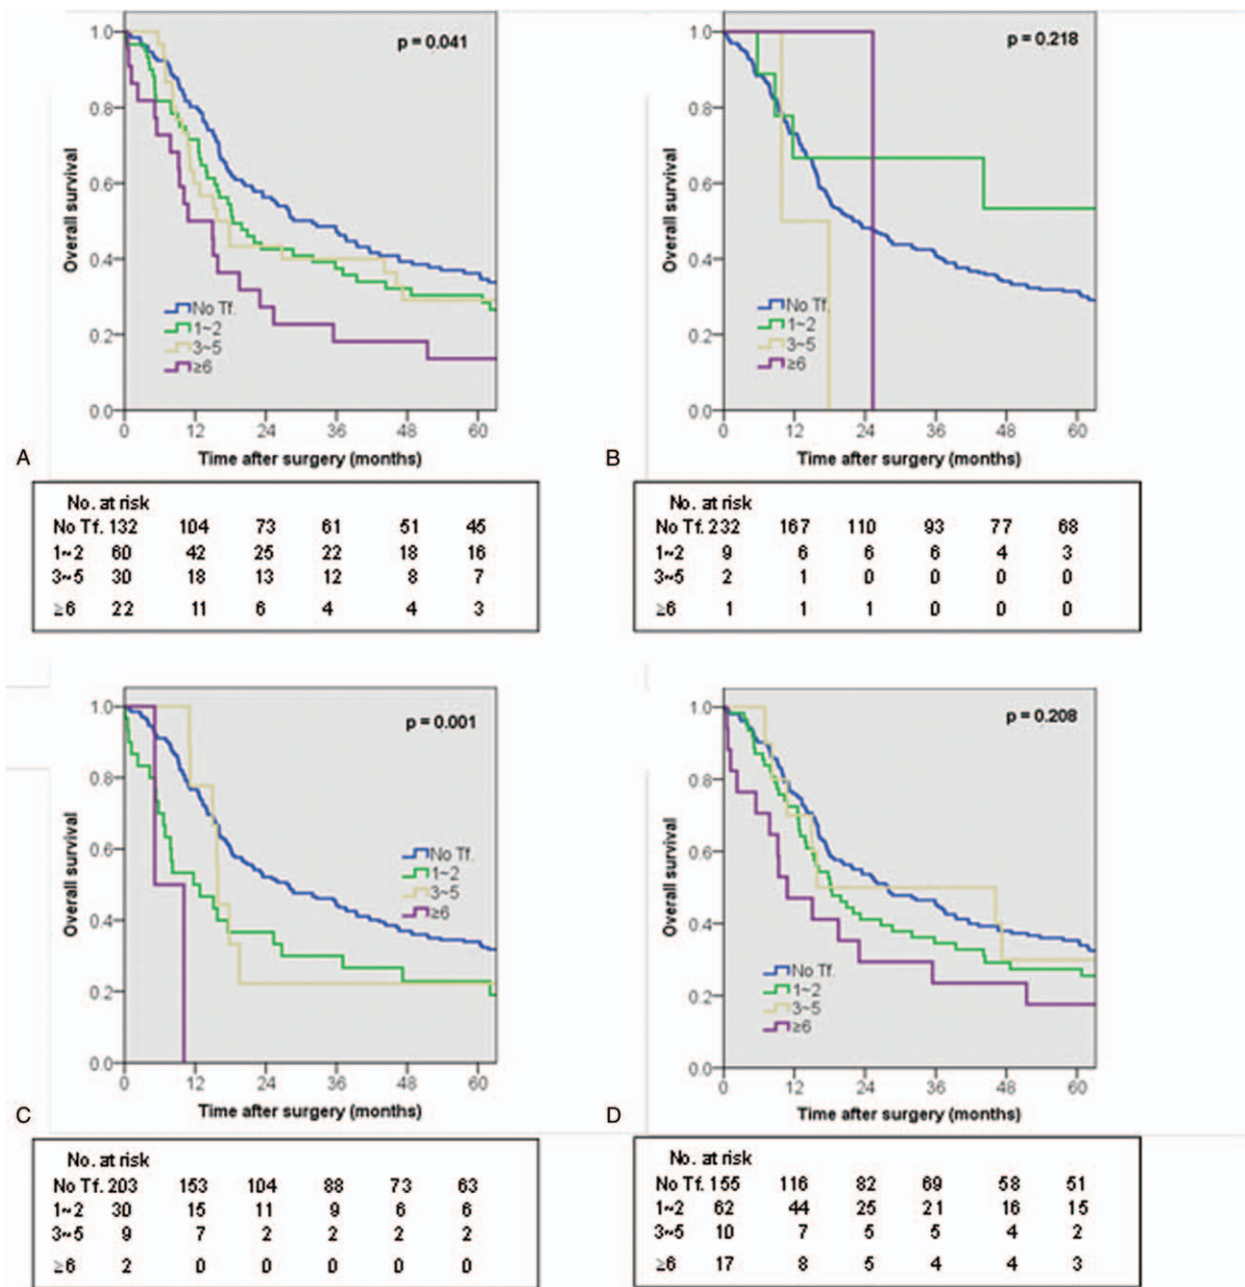 p = 0.041
Overall survival
1.0
0.8
0.6
0.4
0.2
0.0
No Tf.
1~2
3~5
≥6
0 12 24 36 48 60
Time after surgery (months)
A
No. at risk
No Tf. 132 104 73 61 51 45
1~2 60 42 25 22 18 16
3~5 30 18 13 12 8 7
≥6 22 11 6 4 4 3
p = 0.218
Overall survival
1.0
0.8
0.6
0.4
0.2
0.0
No Tf.
1~2
3~5
≥6
0 12 24 36 48 60
Time after surgery (months)
B
No. at risk
No Tf. 232 167 110 93 77 68
1~2 9 6 6 6 4 3
3~5 2 1 0 0 0 0
≥6 1 1 1 0 0 0
p = 0.001
Overall survival
1.0
0.8
0.6
0.4
0.2
0.0
No Tf.
1~2
3~5
≥6
0 12 24 36 48 60
Time after surgery (months)
C
No. at risk
No Tf. 203 153 104 88 73 63
1~2 30 15 11 9 6 6
3~5 9 7 2 2 2 2
≥6 2 0 0 0 0 0
p = 0.208
Overall survival
1.0
0.8
0.6
0.4
0.2
0.0
No Tf.
1~2
3~5
≥6
0 12 24 36 48 60
Time after surgery (months)
D
No. at risk
No Tf. 155 116 82 69 58 51
1~2 62 44 25 21 16 15
3~5 10 7 5 5 4 2
≥6 17 8 5 4 4 3